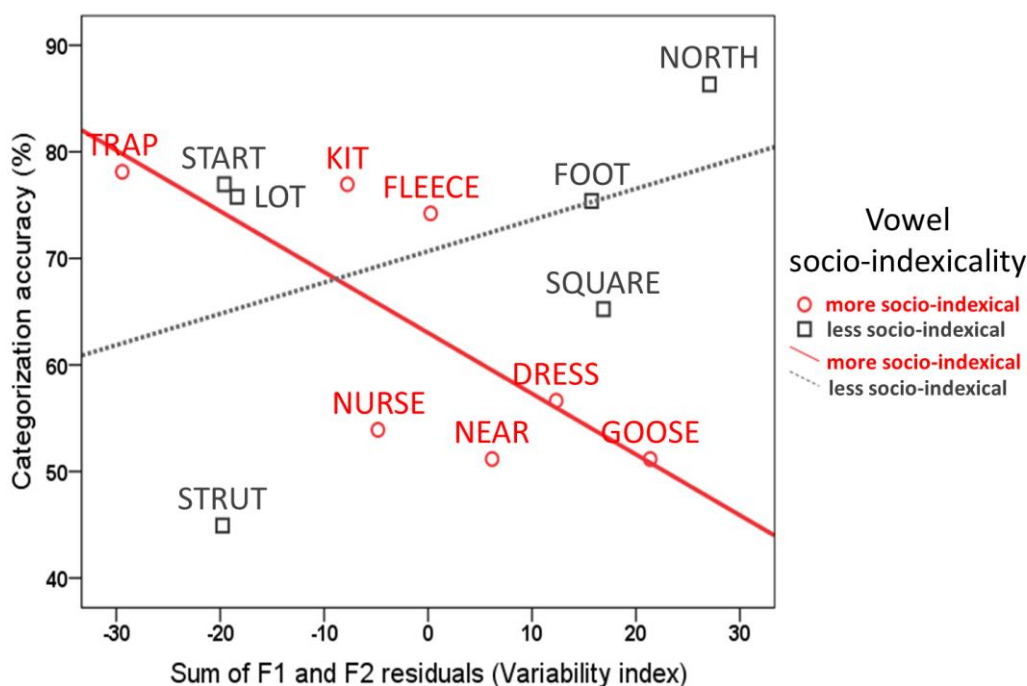 Categorization accuracy (%)
90
80
70
60
50
40
NORTH
TRAP
START
KIT
LOT
FLEECE
FOOT
SQUARE
DRESS
NURSE
NEAR
GOOSE
STRUT
-30 -20 -10 0 10 20 30
Sum of F1 and F2 residuals (Variability index)
Vowel
socio-indexicality
more socio-indexical
less socio-indexical
more socio-indexical
less socio-indexical